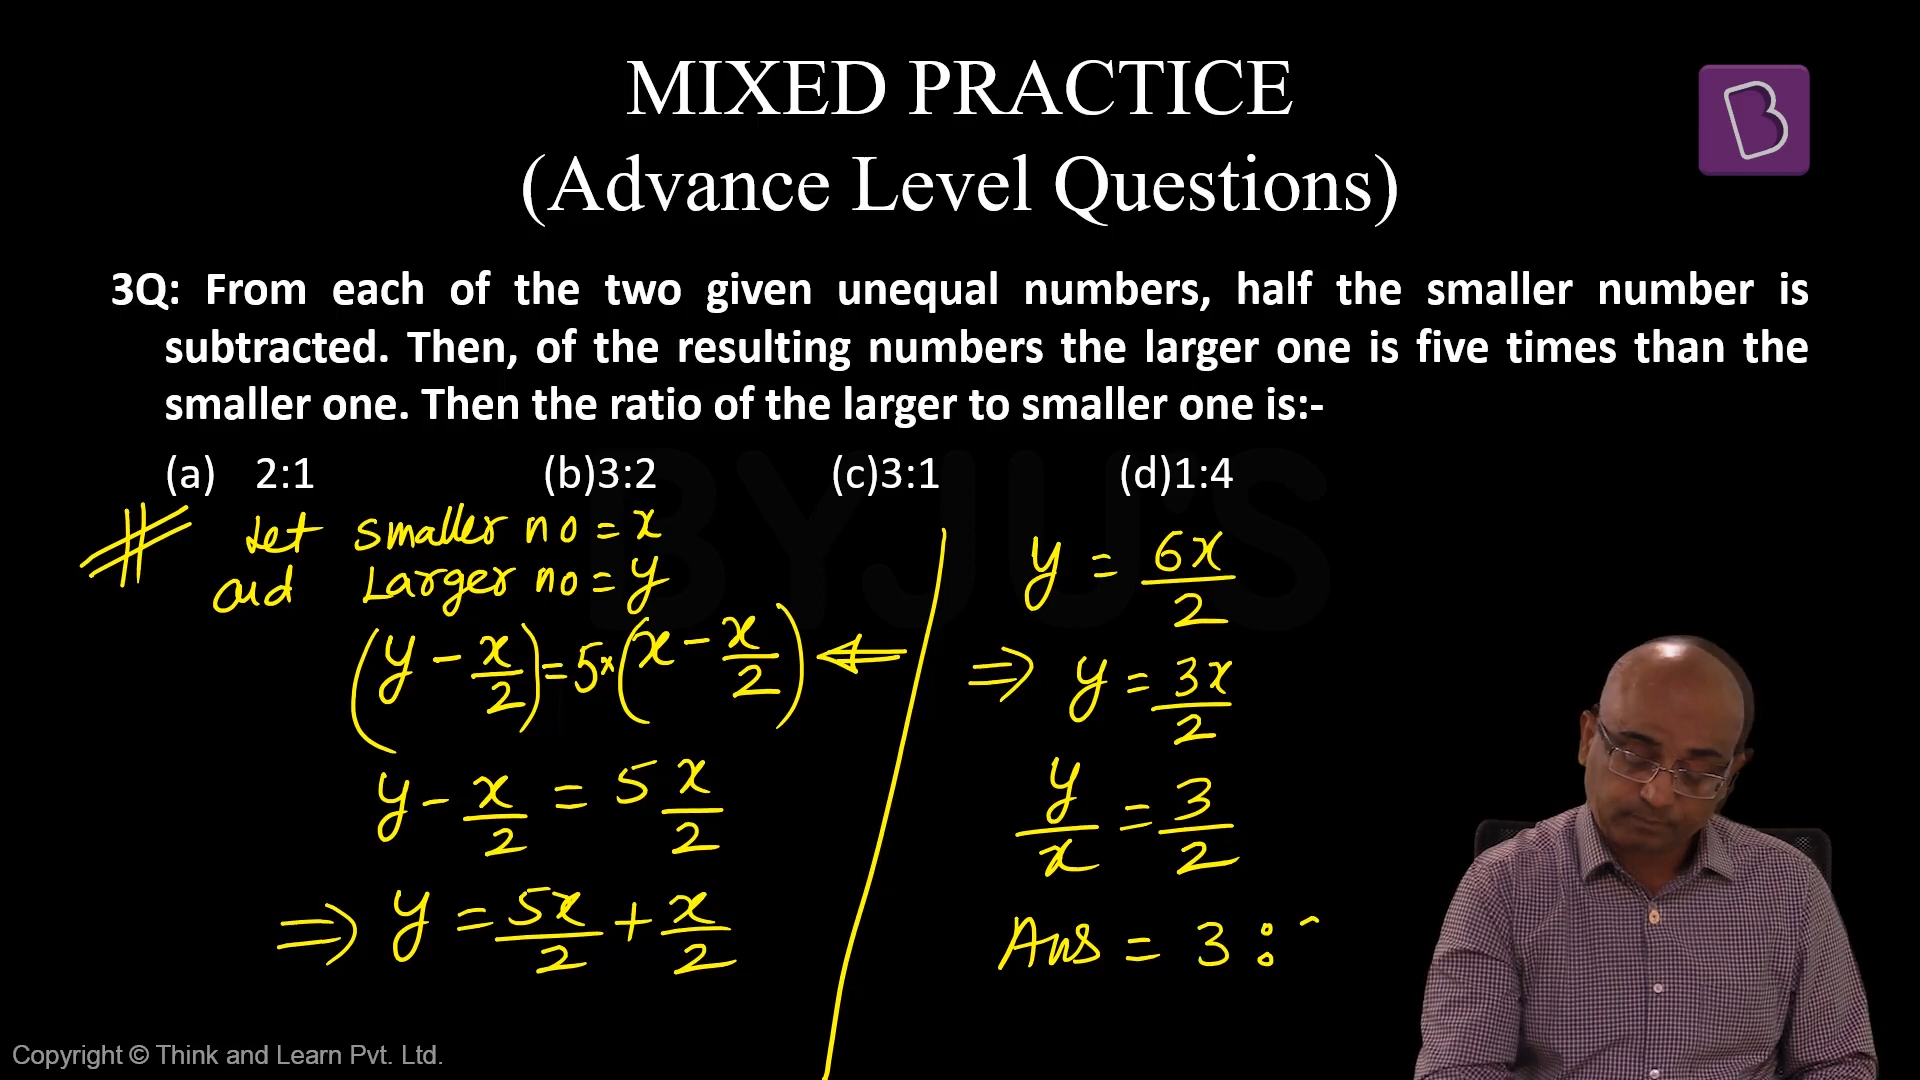 MIXED PRACTICE
(Advance Level Questions)
3Q: From each of the two given unequal numbers, half the smaller number is
subtracted. Then, of the resulting numbers the larger one is five times than the
smaller one. Then the ratio of the larger to smaller one is:-
(a) 2:1 (b)3:2 (c)3:1 (d)1:4
BYJU'S
Let smaller no = x
and Larger no = y
(y - x/2) = 5×(x - x/2)
y - x/2 = 5 x/2
⇒ y = 5x/2 + x/2
y = 6x/2
⇒ y = 3x/2
y/x = 3/2
Ans = 3 :
Copyright © Think and Learn Pvt. Ltd.